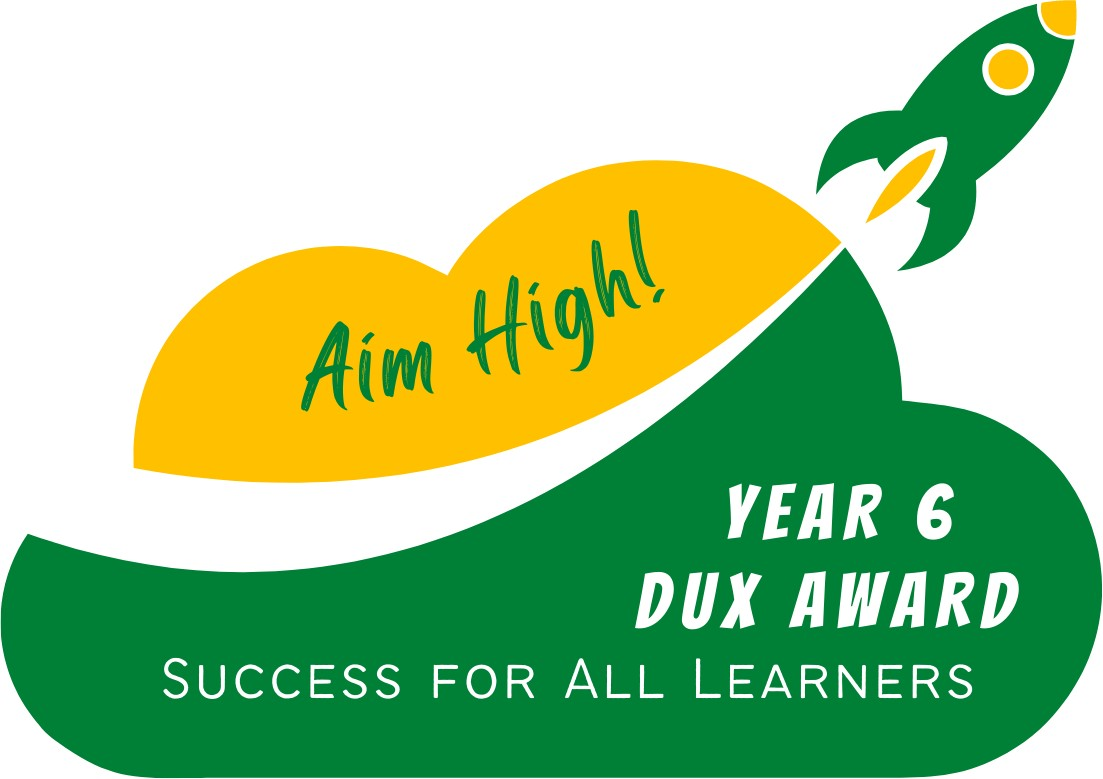 Aim High!
YEAR 6
DUX AWARD
Success for All Learners